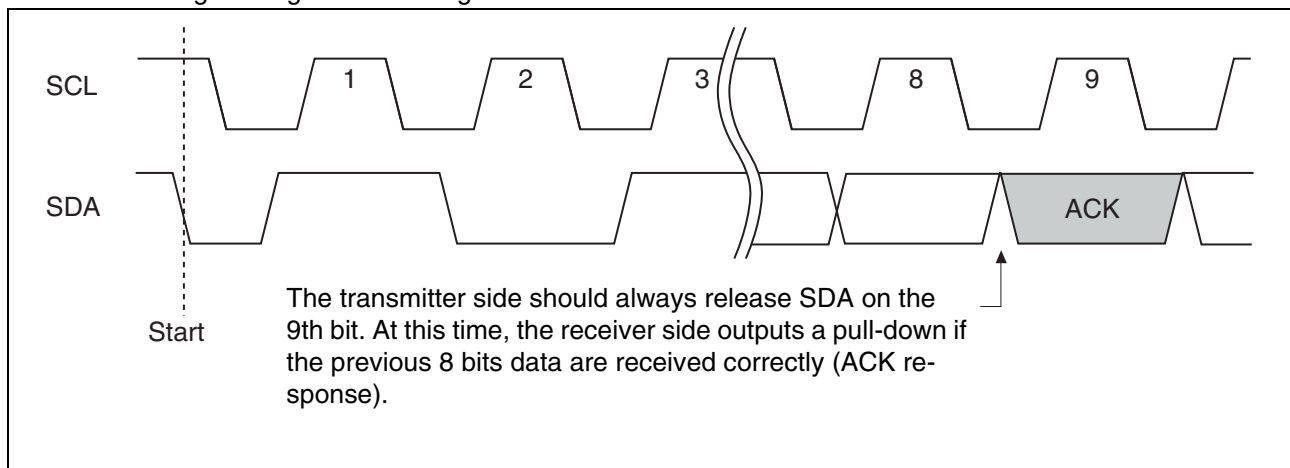 SCL
1
2
3
8
9
SDA
ACK
Start
The transmitter side should always release SDA on the
9th bit. At this time, the receiver side outputs a pull-down if
the previous 8 bits data are received correctly (ACK re-
sponse).